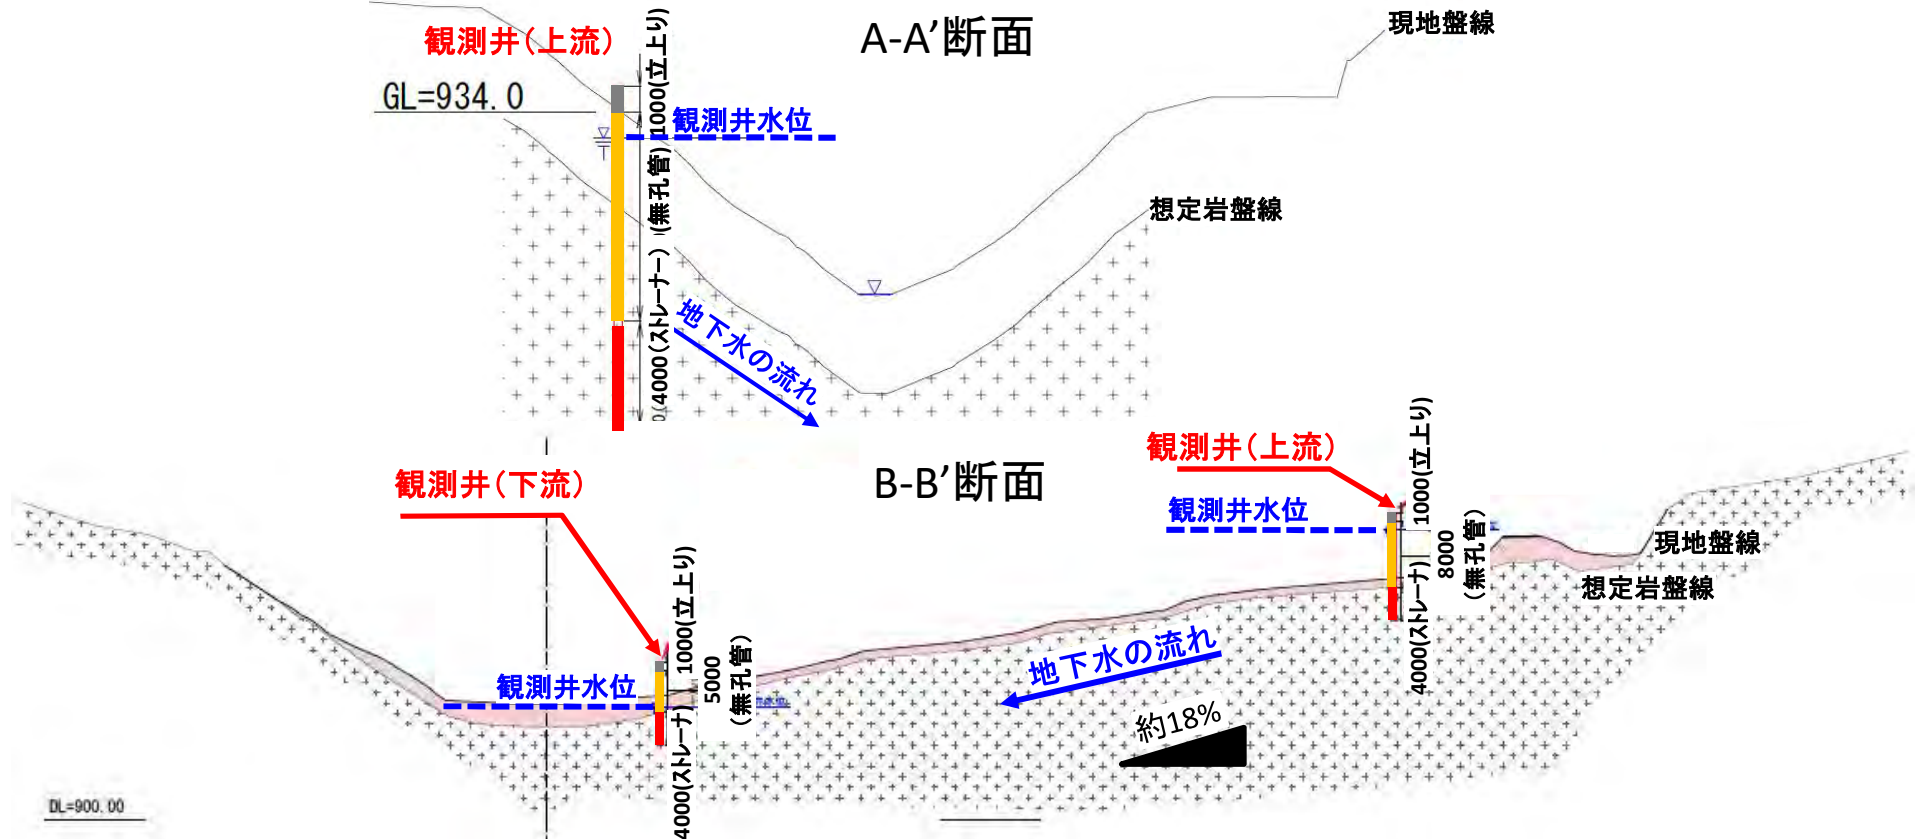 A-A’断面
現地盤線
観測井(上流)
1000(立上り)
GL=934.0
観測井水位
(無孔管)
想定岩盤線
(4000(ストレーナー)
地下水の流れ
B-B’断面
観測井(上流)
1000(立上り)
観測井(下流)
観測井水位
8000
(無孔管)
現地盤線
想定岩盤線
4000(ストレーナ)
1000(立上り)
5000
(無孔管)
観測井水位
地下水の流れ
約18%
4000(ストレーナ)
DL=900.00